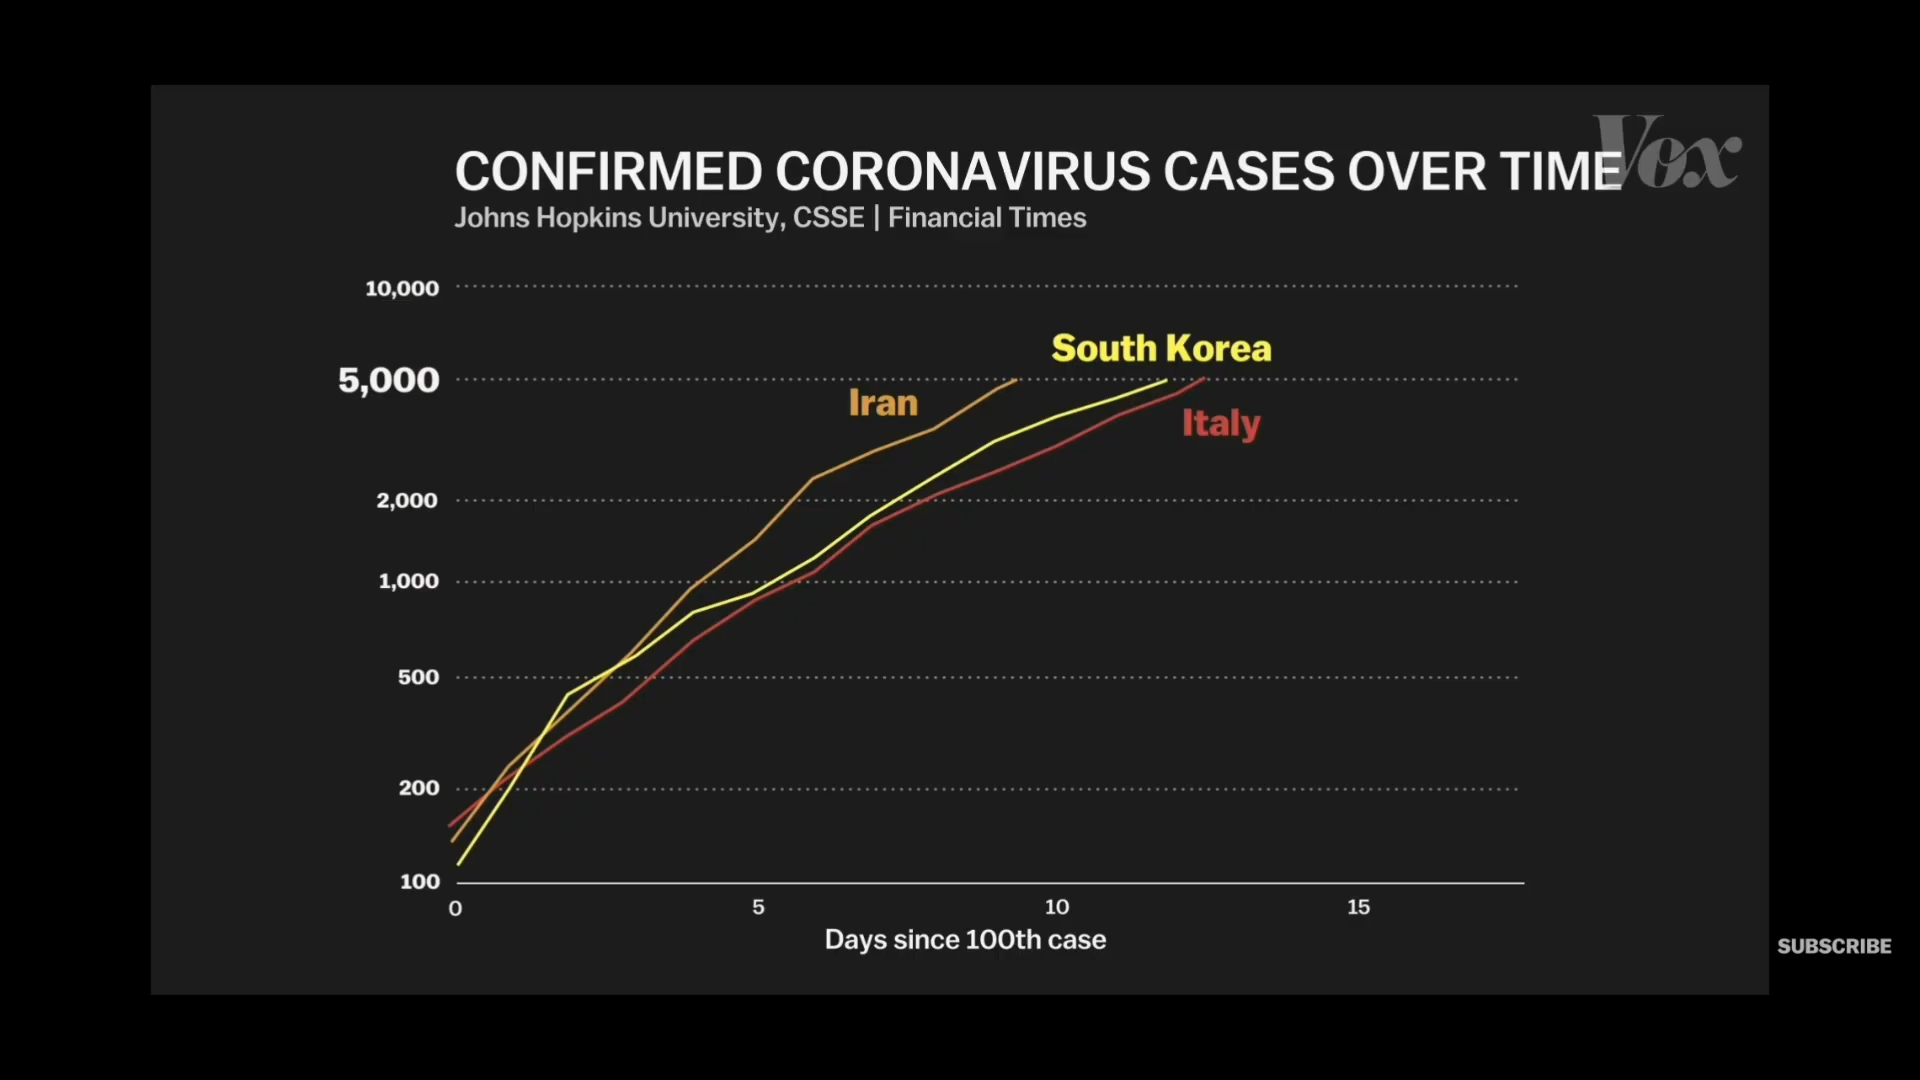 CONFIRMED CORONAVIRUS CASES OVER TIME
Vox
Johns Hopkins University, CSSE | Financial Times
10,000
South Korea
5,000
Iran
Italy
2,000
1,000
500
200
100
0 5 10 15
Days since 100th case
SUBSCRIBE